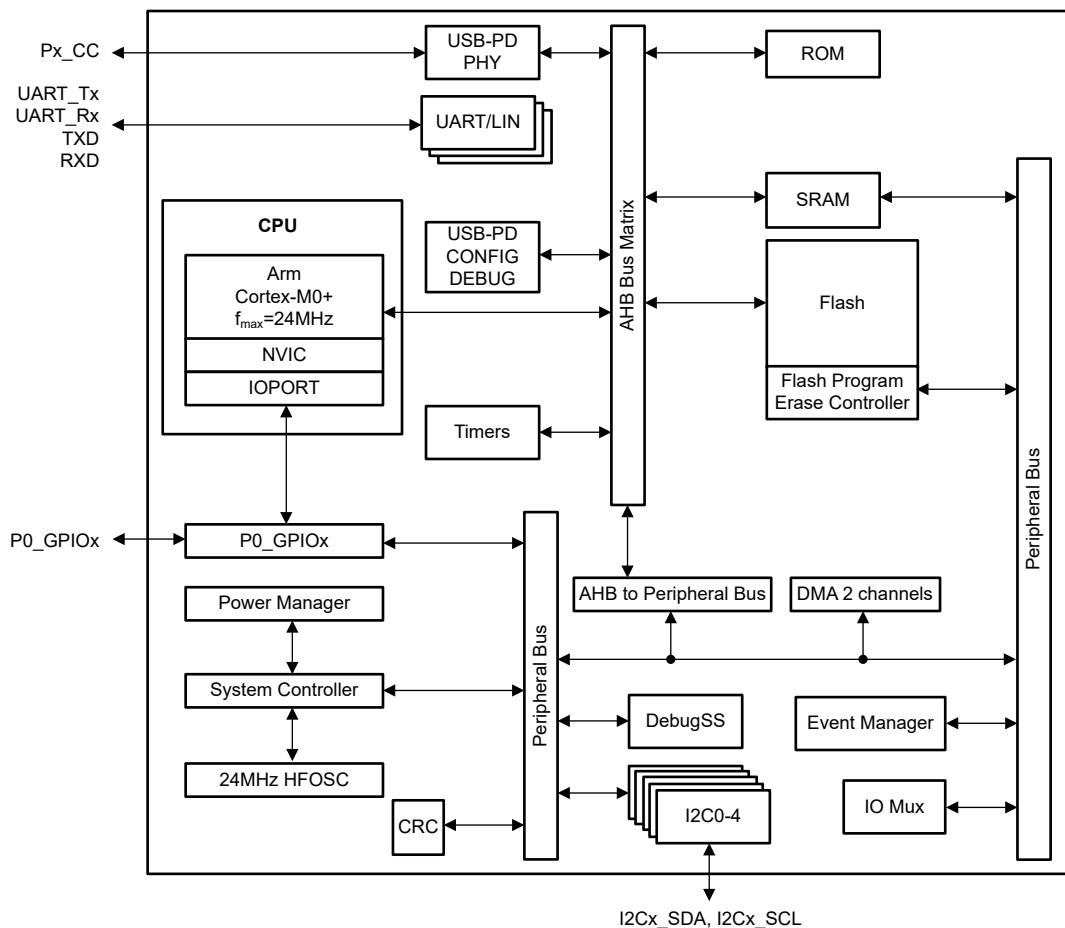 Px_CC
USB-PD
PHY
ROM
UART_Tx
UART_Rx
TXD
RXD
UART/LIN
AHB Bus Matrix
SRAM
CPU
Arm
Cortex-M0+
fmax=24MHz
NVIC
IOPORT
USB-PD
CONFIG
DEBUG
Flash
Flash Program
Erase Controller
Timers
Peripheral Bus
P0_GPIOx
P0_GPIOx
Power Manager
System Controller
24MHz HFOSC
CRC
Peripheral Bus
AHB to Peripheral Bus
DMA 2 channels
DebugSS
Event Manager
I2C0-4
IO Mux
I2Cx_SDA, I2Cx_SCL